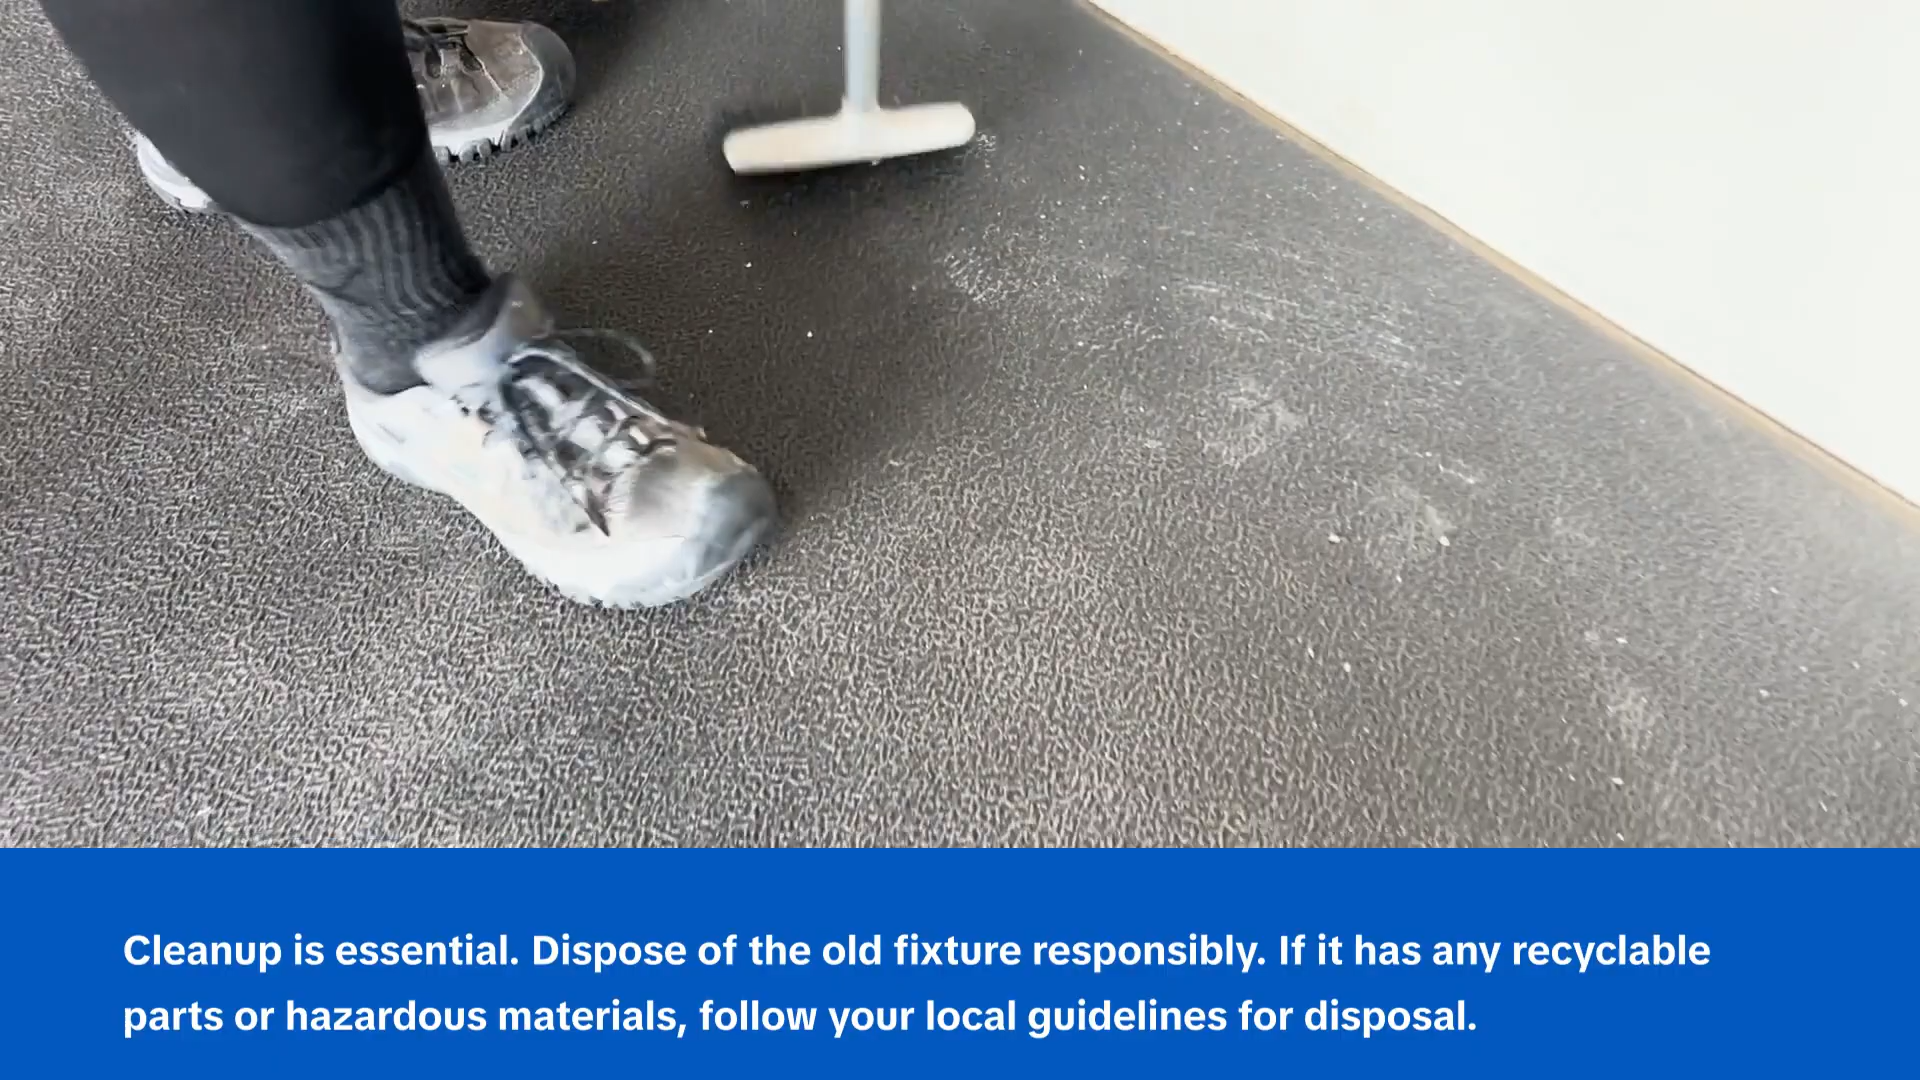 Cleanup is essential. Dispose of the old fixture responsibly. If it has any recyclable
parts or hazardous materials, follow your local guidelines for disposal.